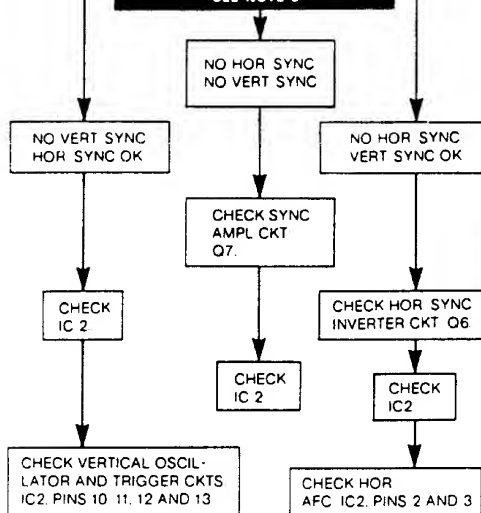 SEE NOTE
NO HOR SYNC
NO VERT SYNC
NO VERT SYNC
HOR SYNC OK
NO HOR SYNC
VERT SYNC OK
CHECK SYNC
AMPL CKT
Q7.
CHECK
IC 2.
CHECK HOR SYNC
INVERTER CKT Q6.
CHECK
IC 2
CHECK
IC2
CHECK VERTICAL OSCIL-
LATOR AND TRIGGER CKTS
IC2, PINS 10 11, 12 AND 13
CHECK HOR
AFC IC2, PINS 2 AND 3